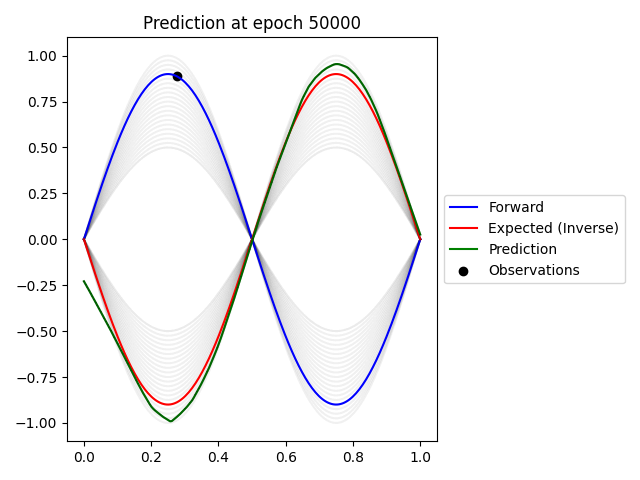 Prediction at epoch 50000
1.00
0.75
0.50
0.25
0.00
−0.25
−0.50
−0.75
−1.00
0.0 0.2 0.4 0.6 0.8 1.0
Forward
Expected (Inverse)
Prediction
Observations